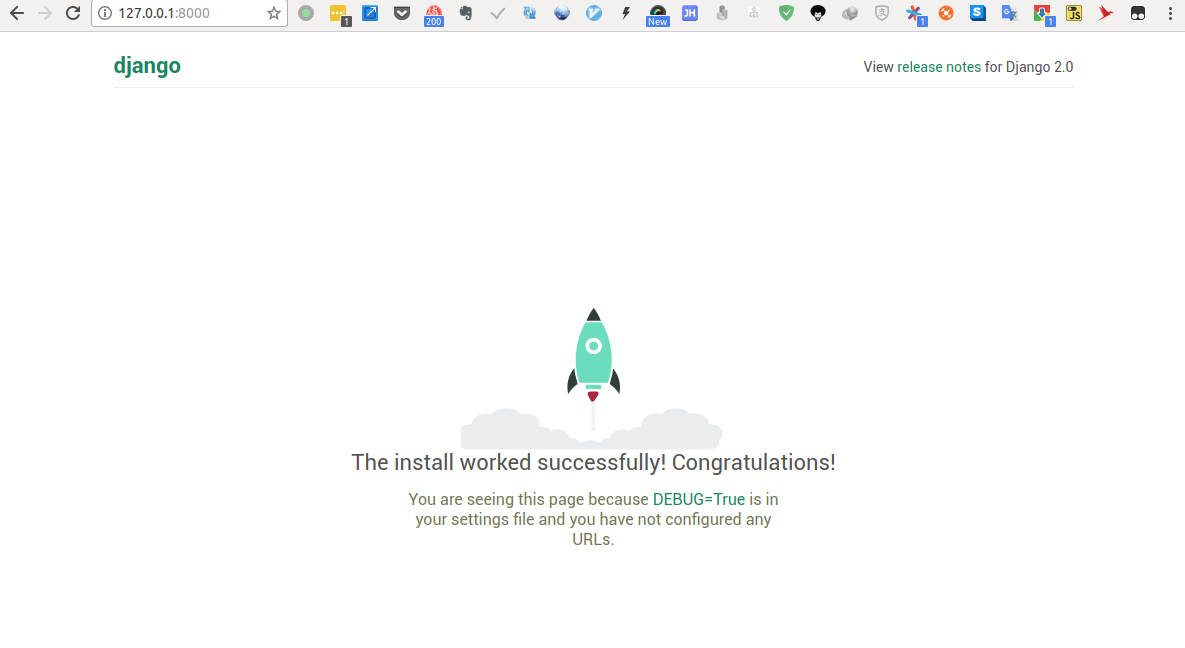 127.0.0.1:8000
1
200
New
JH
1
S
G
1
JS
django
View release notes for Django 2.0
The install worked successfully! Congratulations!
You are seeing this page because DEBUG=True is in
your settings file and you have not configured any
URLs.